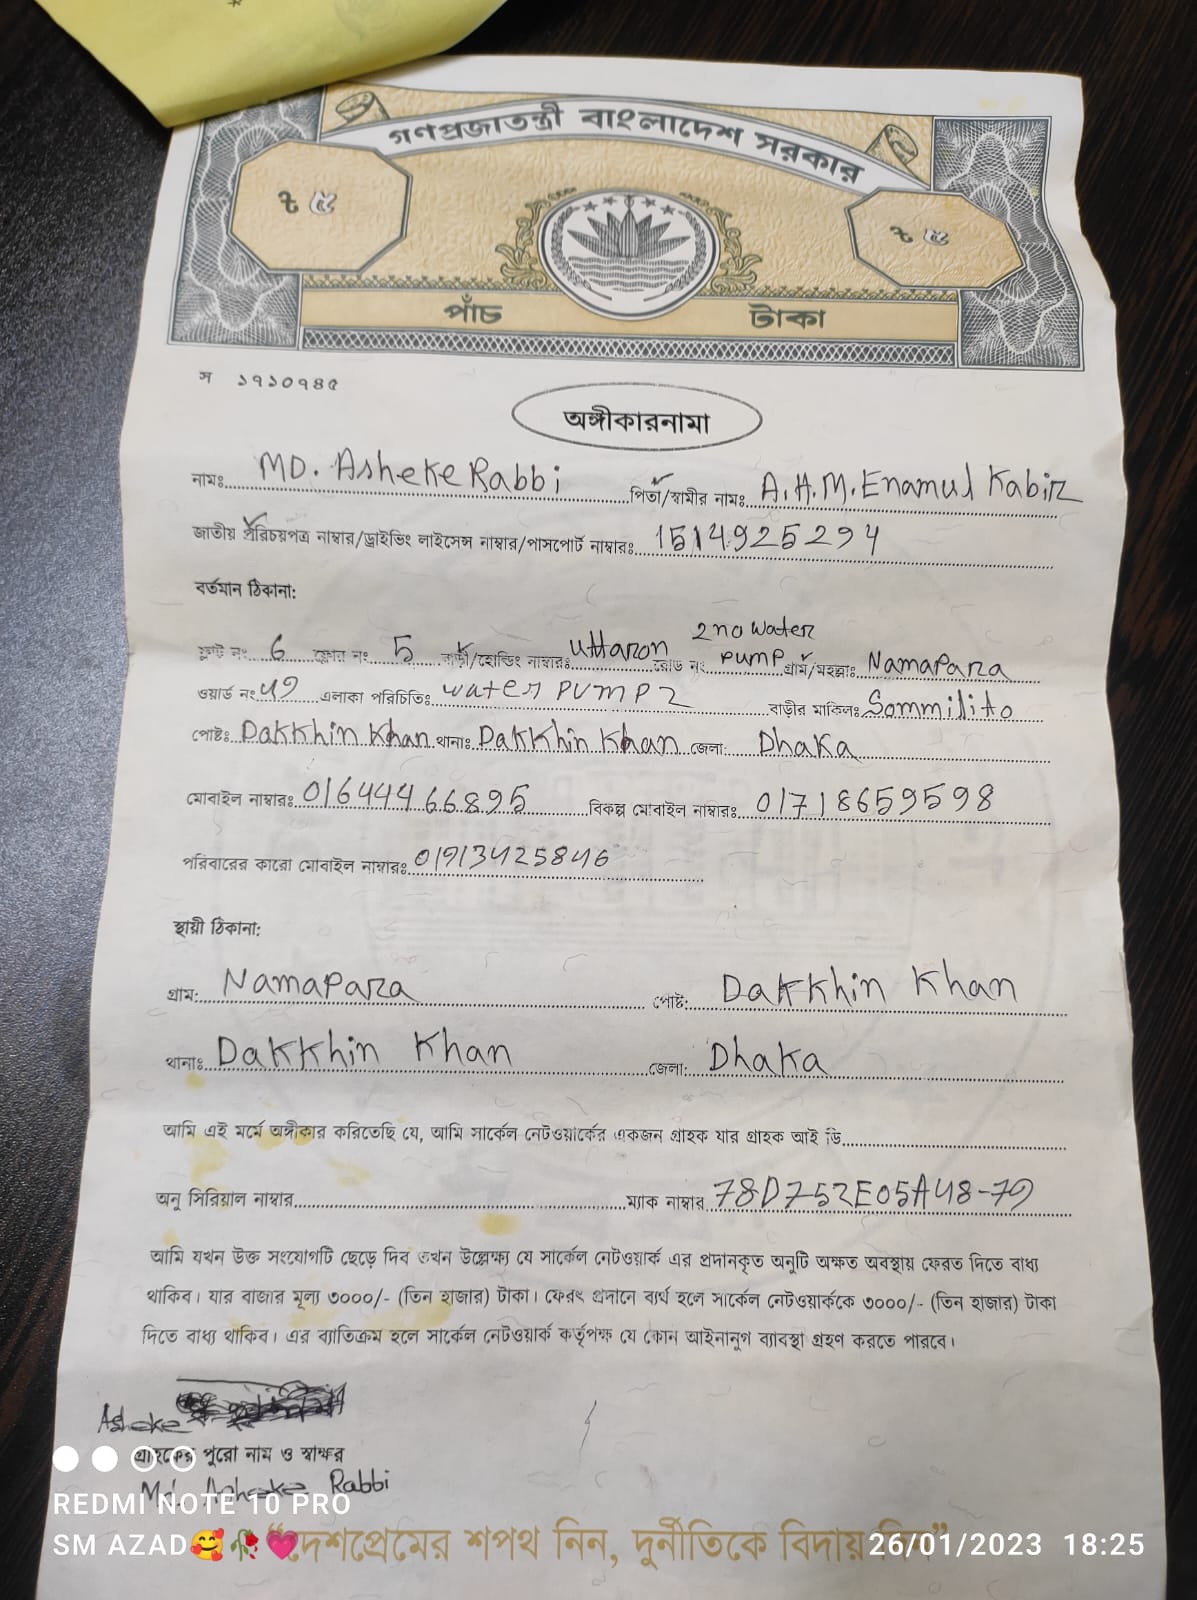 গণপ্রজাতন্ত্রী বাংলাদেশ সরকার
৳ ৫
৳ ৫
পাঁচ টাকা
স ১৭১০৭৪৫
অঙ্গীকারনামা
নামঃ MD. Asheke Rabbi পিতা/স্বামীর নামঃ A.H.M. Enamul Kabir
জাতীয় পরিচয়পত্র নাম্বার/ড্রাইভিং লাইসেন্স নাম্বার/পাসপোর্ট নাম্বারঃ 1514925294
বর্তমান ঠিকানা:
ফ্লাট নং 6 ফ্লোর নং 5 বাড়ী/হোল্ডিং নাম্বারঃ Uttaron রোড নং 2 no water pump গ্রাম/মহল্লাঃ Namapara
ওয়ার্ড নং 49 এলাকা পরিচিতিঃ water PUMP 2 বাড়ীর মালিকঃ Sommilito
পোষ্টঃ Dakkhin Khan থানাঃ Dakkhin Khan জেলা: Dhaka
মোবাইল নাম্বারঃ 01644466895 বিকল্প মোবাইল নাম্বারঃ 01718659598
পরিবারের কারো মোবাইল নাম্বারঃ 01913425846
স্থায়ী ঠিকানা:
গ্রাম: Namapara পোষ্ট: Dakkhin Khan
থানাঃ Dakkhin Khan জেলা: Dhaka
আমি এই মর্মে অঙ্গীকার করিতেছি যে, আমি সার্কেল নেটওয়ার্কের একজন গ্রাহক যার গ্রাহক আই ডি
অনু সিরিয়াল নাম্বার ম্যাক নাম্বার 78D752E05A48-79
আমি যখন উক্ত সংযোগটি ছেড়ে দিব তখন উল্লেক্ষ্য যে সার্কেল নেটওয়ার্ক এর প্রদানকৃত অনুটি অক্ষত অবস্থায় ফেরত দিতে বাধ্য
থাকিব। যার বাজার মূল্য ৩০০০/- (তিন হাজার) টাকা। ফেরৎ প্রদানে ব্যর্থ হলে সার্কেল নেটওয়ার্ককে ৩০০০/- (তিন হাজার) টাকা
দিতে বাধ্য থাকিব। এর ব্যাতিক্রম হলে সার্কেল নেটওয়ার্ক কর্তৃপক্ষ যে কোন আইনানুগ ব্যাবস্থা গ্রহণ করতে পারবে।
Asheke
গ্রাহকের পুরো নাম ও স্বাক্ষর
Md. Asheke Rabbi
REDMI NOTE 10 PRO
SM AZAD🥰🥀💗 26/01/2023 18:25
“দেশপ্রেমের শপথ নিন, দুর্নীতিকে বিদায় দিন”